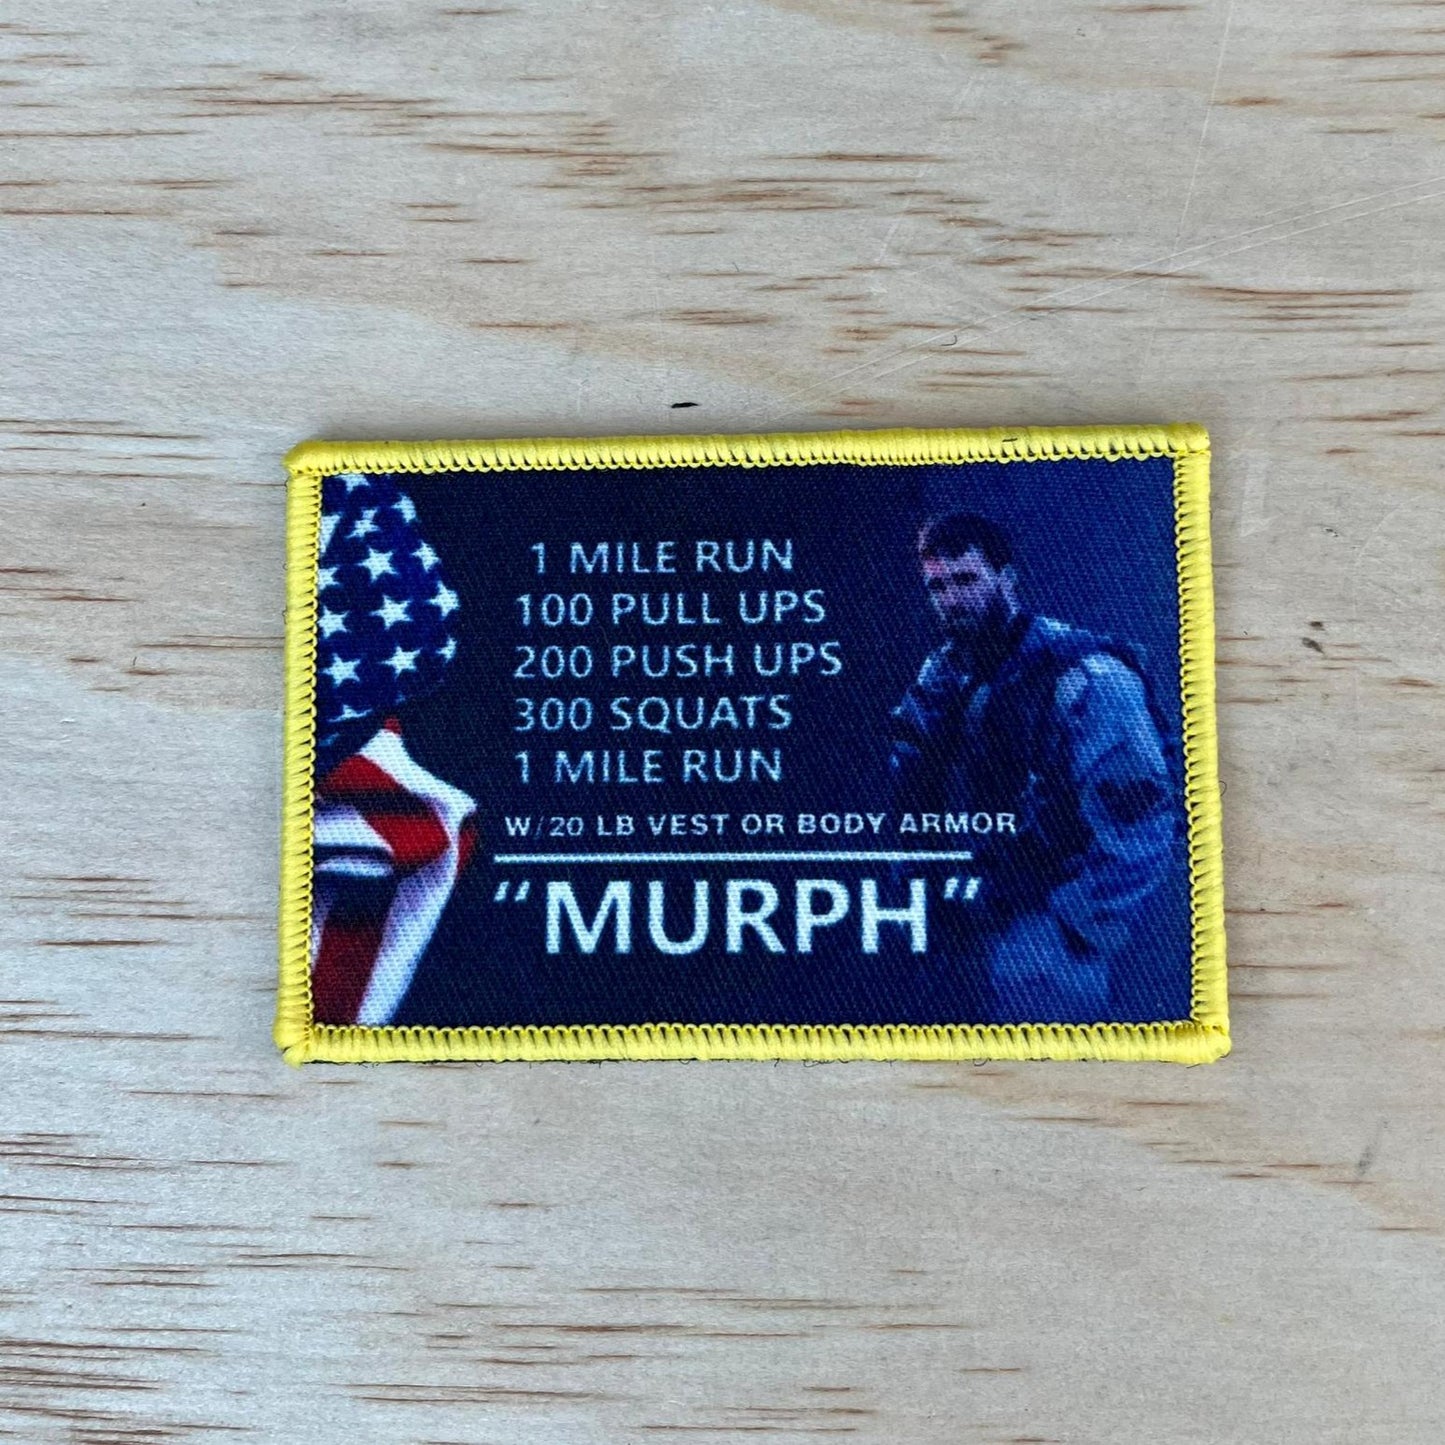 1 MILE RUN
100 PULL UPS
200 PUSH UPS
300 SQUATS
1 MILE RUN
W/20 LB VEST OR BODY ARMOR
“MURPH”